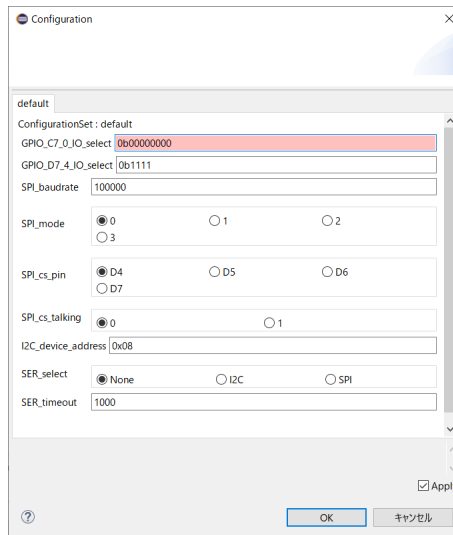 Configuration
default
ConfigurationSet : default
GPIO_C7_0_IO_select 0b00000000
GPIO_D7_4_IO_select 0b1111
SPI_baudrate 100000
SPI_mode 0 1 2
3
SPI_cs_pin D4 D5 D6
D7
SPI_cs_talking 0 1
I2C_device_address 0x08
SER_select None I2C SPI
SER_timeout 1000
Appl
OK キャンセル